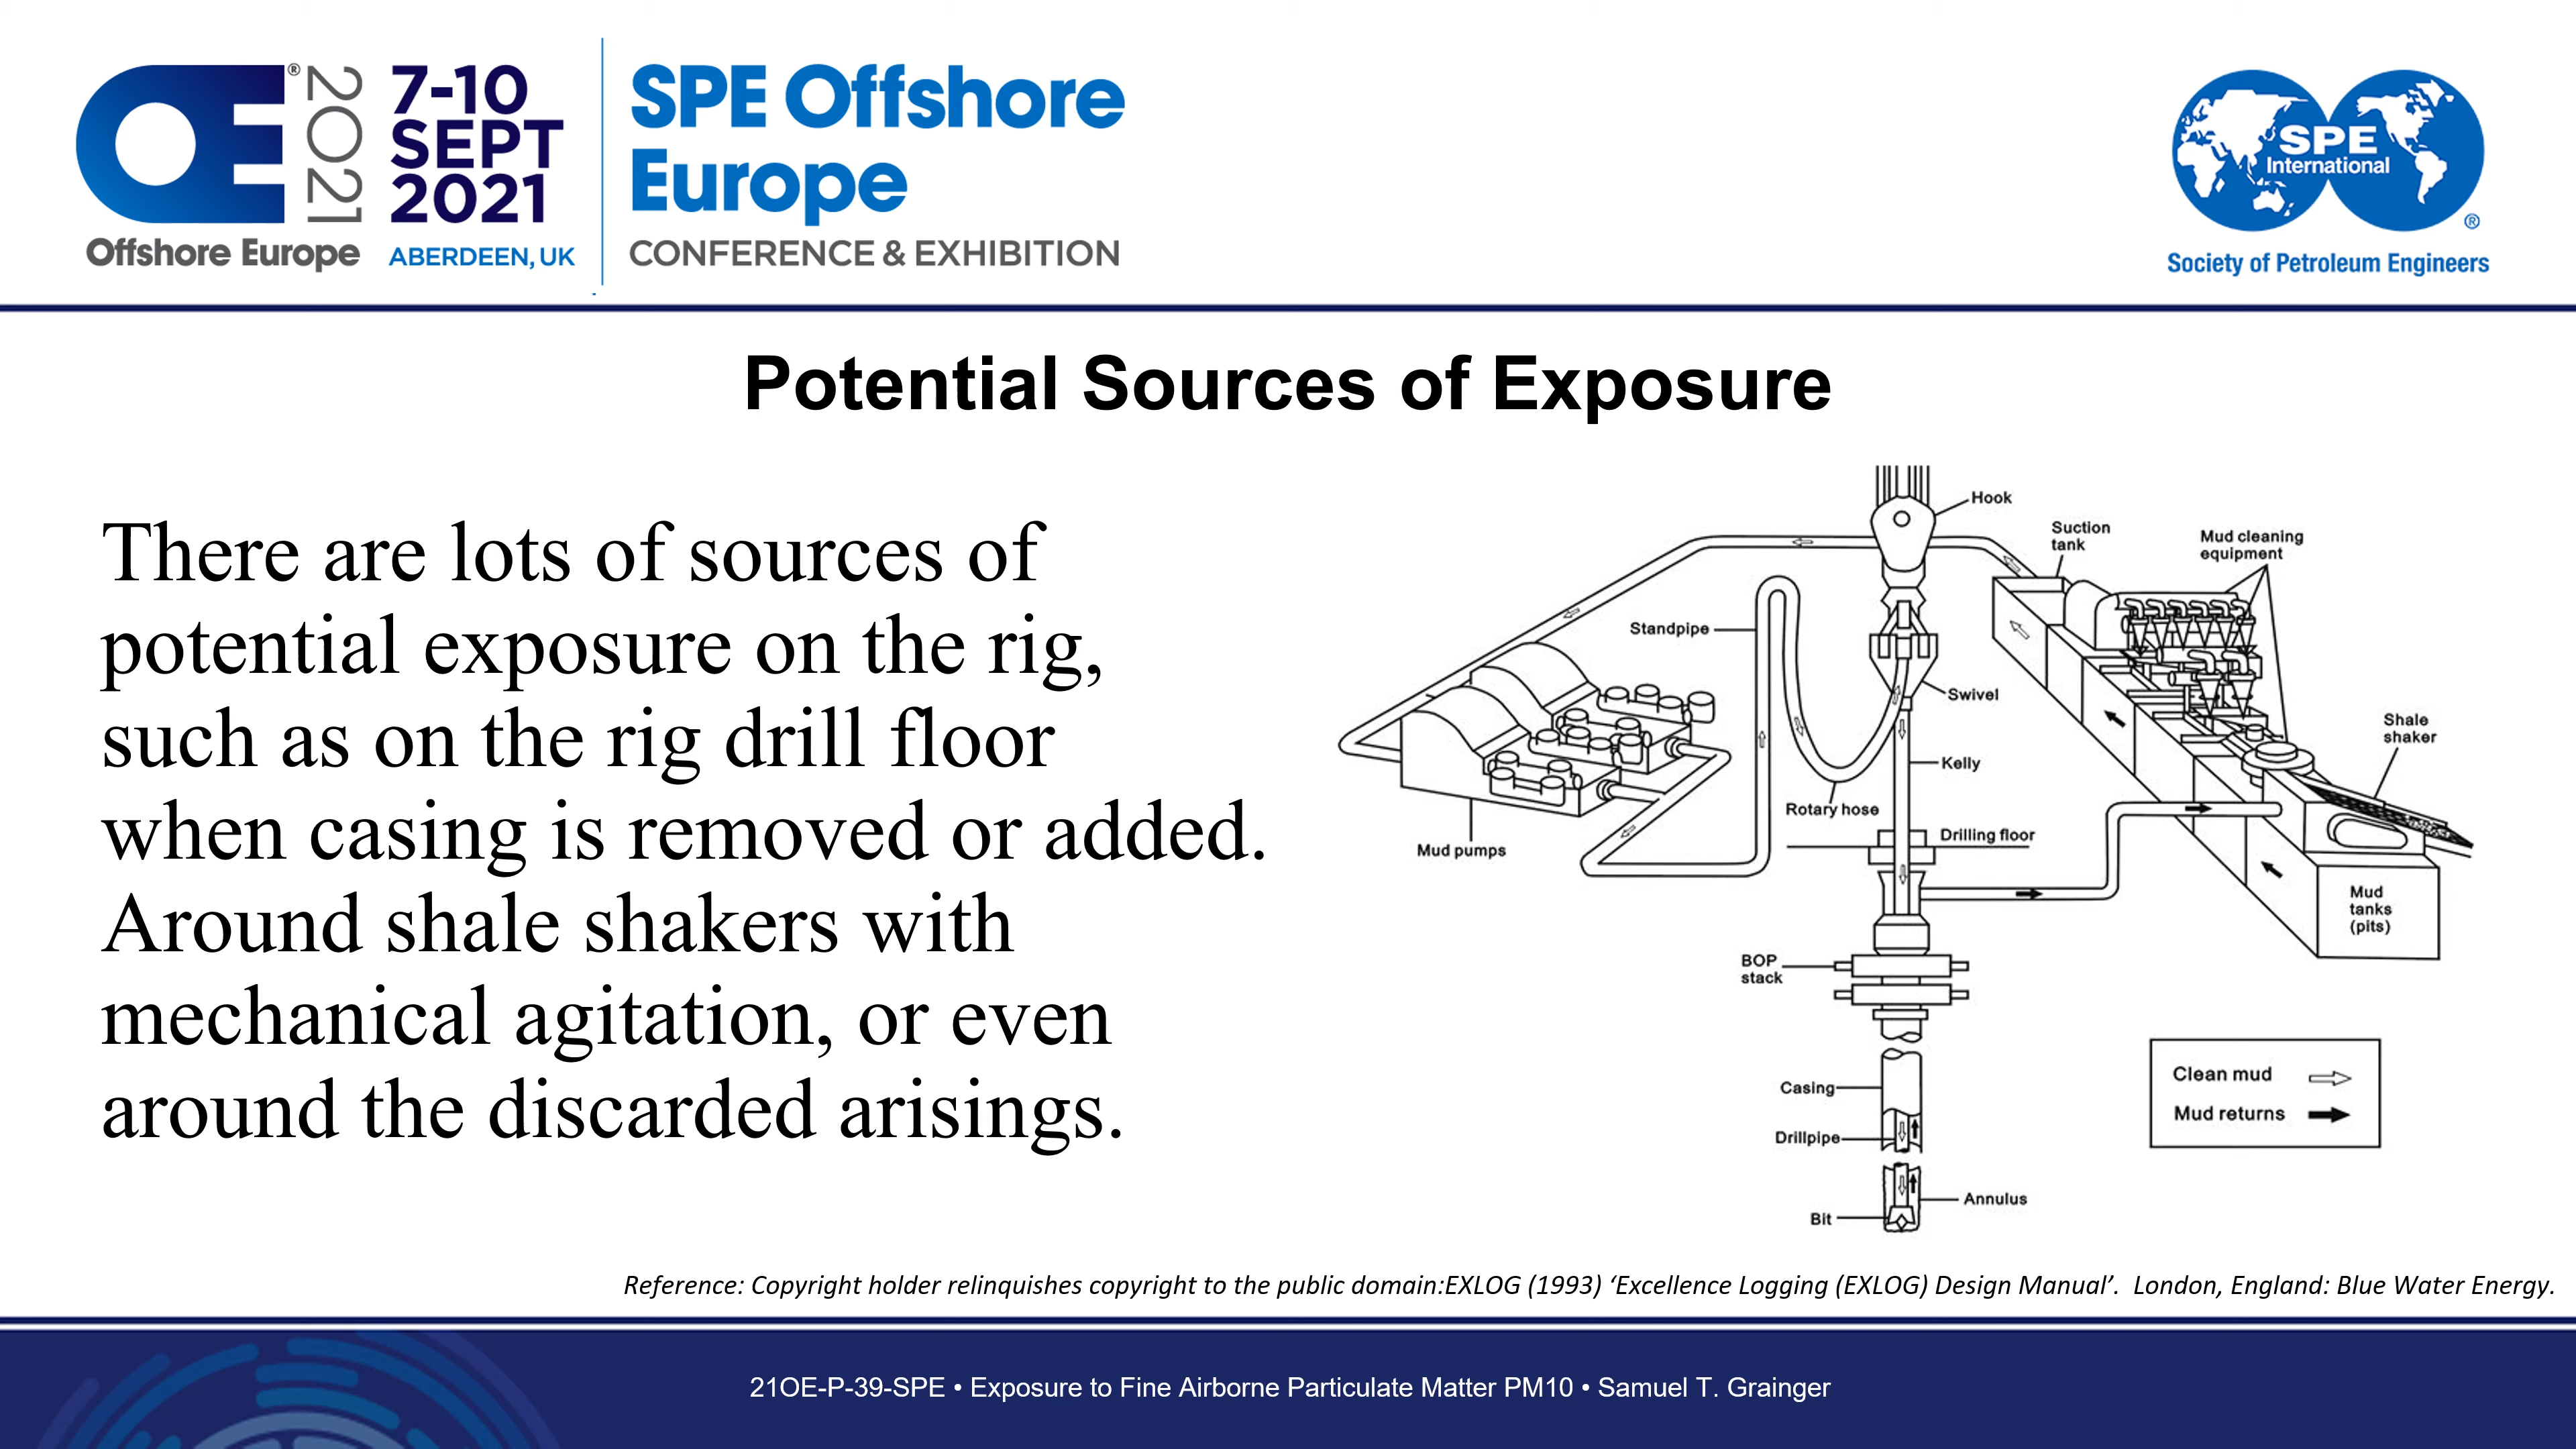 OE
®
2021
7-10
SEPT
2021
Offshore Europe
ABERDEEN, UK
SPE Offshore
Europe
CONFERENCE & EXHIBITION
SPE
International
®
Society of Petroleum Engineers
Potential Sources of Exposure
There are lots of sources of
potential exposure on the rig,
such as on the rig drill floor
when casing is removed or added.
Around shale shakers with
mechanical agitation, or even
around the discarded arisings.
Hook
Suction
tank
Mud cleaning
equipment
Standpipe
Swivel
Shale
shaker
Kelly
Rotary hose
Drilling floor
Mud pumps
Mud
tanks
(pits)
BOP
stack
Clean mud
Mud returns
Casing
Drillpipe
Annulus
Bit
Reference: Copyright holder relinquishes copyright to the public domain:EXLOG (1993) ‘Excellence Logging (EXLOG) Design Manual’.  London, England: Blue Water Energy.
21OE-P-39-SPE • Exposure to Fine Airborne Particulate Matter PM10 • Samuel T. Grainger